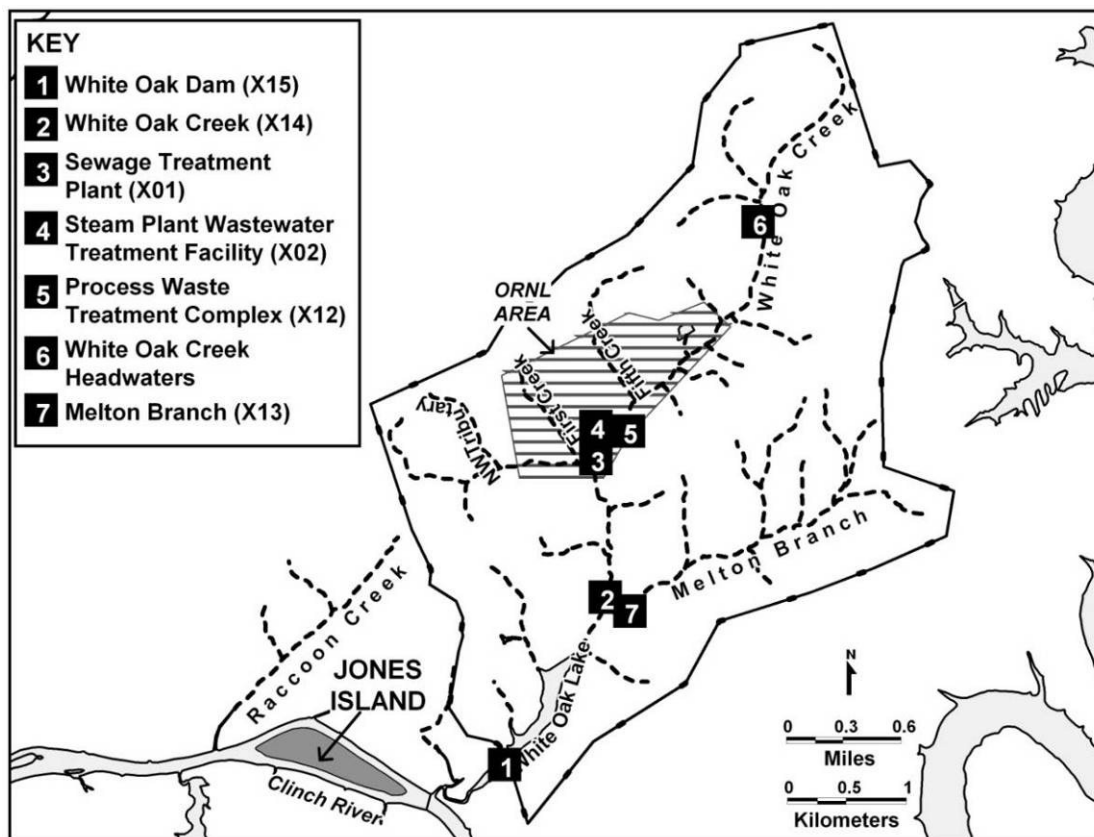 KEY
1 White Oak Dam (X15)
2 White Oak Creek (X14)
3 Sewage Treatment
Plant (X01)
4 Steam Plant Wastewater
Treatment Facility (X02)
5 Process Waste
Treatment Complex (X12)
6 White Oak Creek
Headwaters
7 Melton Branch (X13)
White Oak Creek
6
ORNL
AREA
Fifth Creek
First Creek
NWTributary
4
5
3
Melton Branch
2
7
Raccoon Creek
JONES
ISLAND
White Oak Lake
1
Clinch River
N
0 0.3 0.6
Miles
0 0.5 1
Kilometers